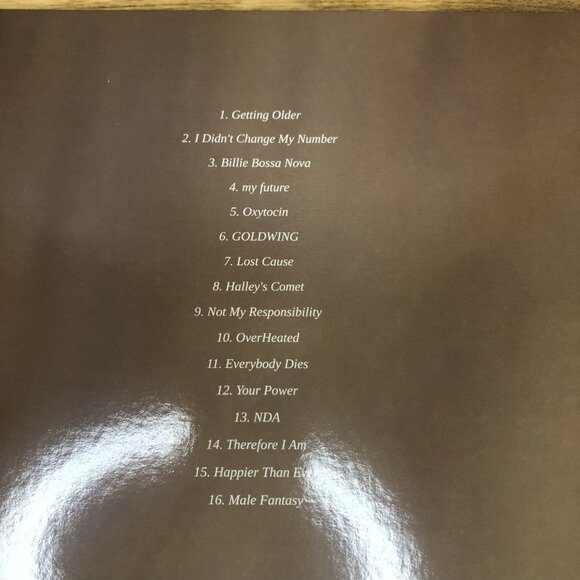 1. Getting Older
2. I Didn't Change My Number
3. Billie Bossa Nova
4. my future
5. Oxytocin
6. GOLDWING
7. Lost Cause
8. Halley's Comet
9. Not My Responsibility
10. OverHeated
11. Everybody Dies
12. Your Power
13. NDA
14. Therefore I Am
15. Happier Than Ever
16. Male Fantasy